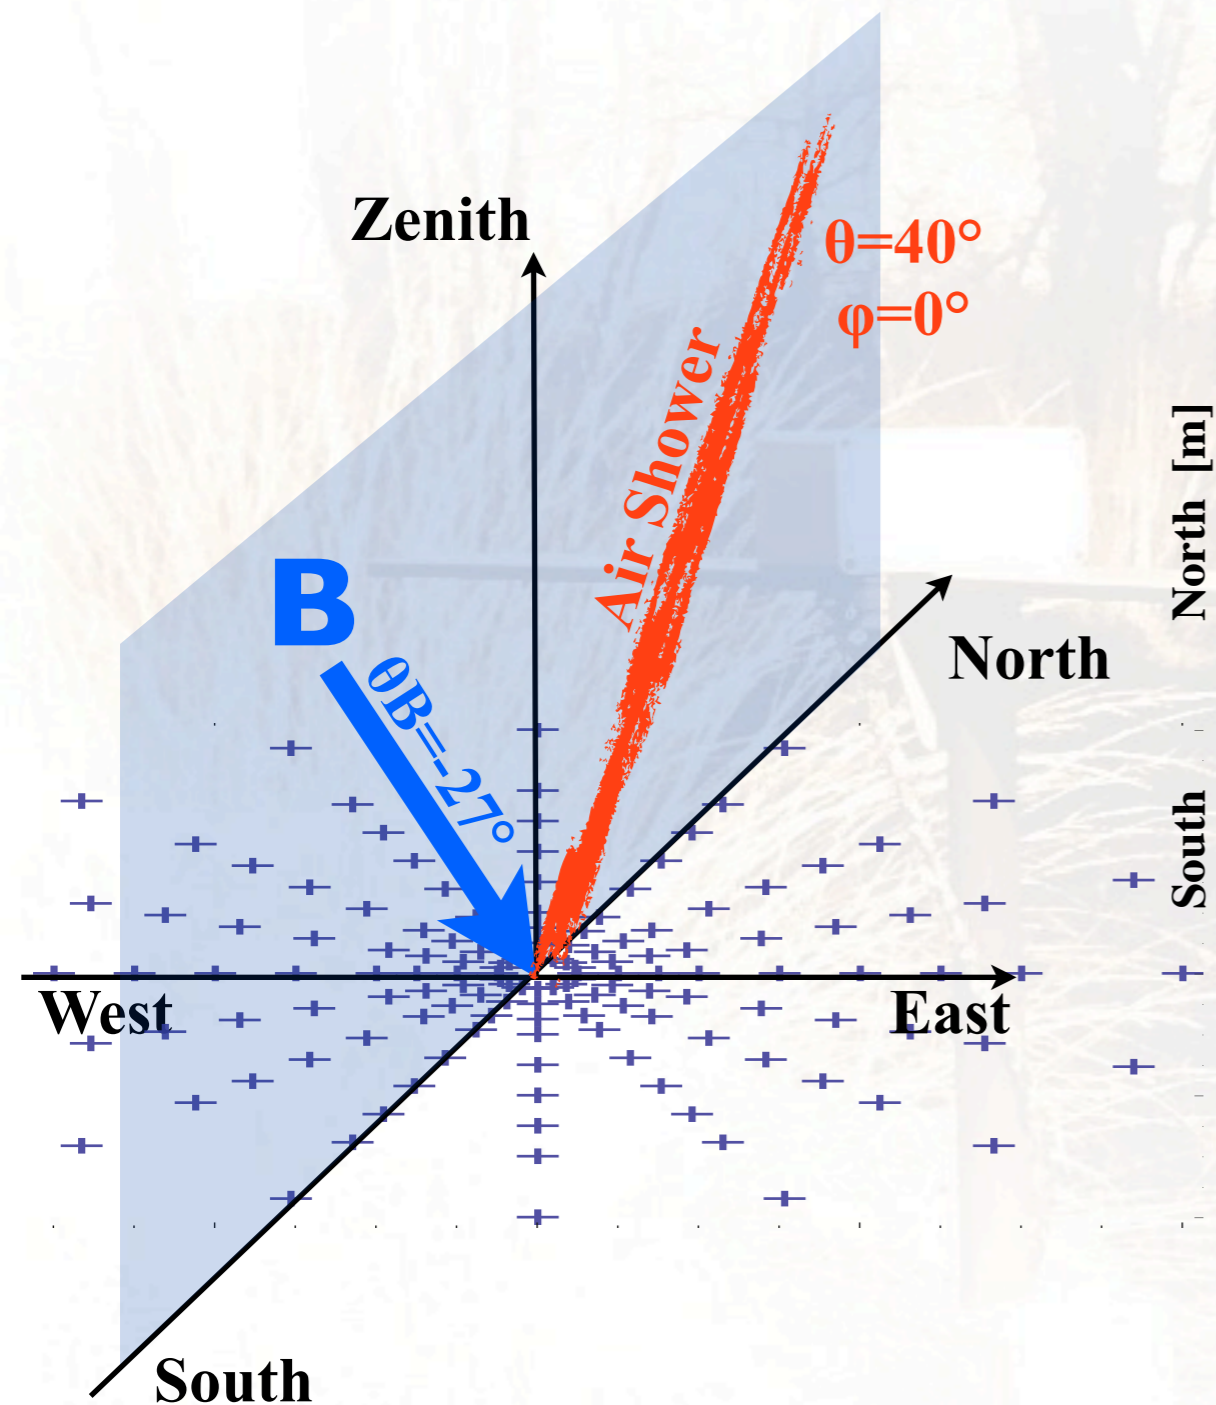 Zenith
θ=40°
φ=0°
Air Shower
B
θB=-27°
North [m]
North
South
West
East
South